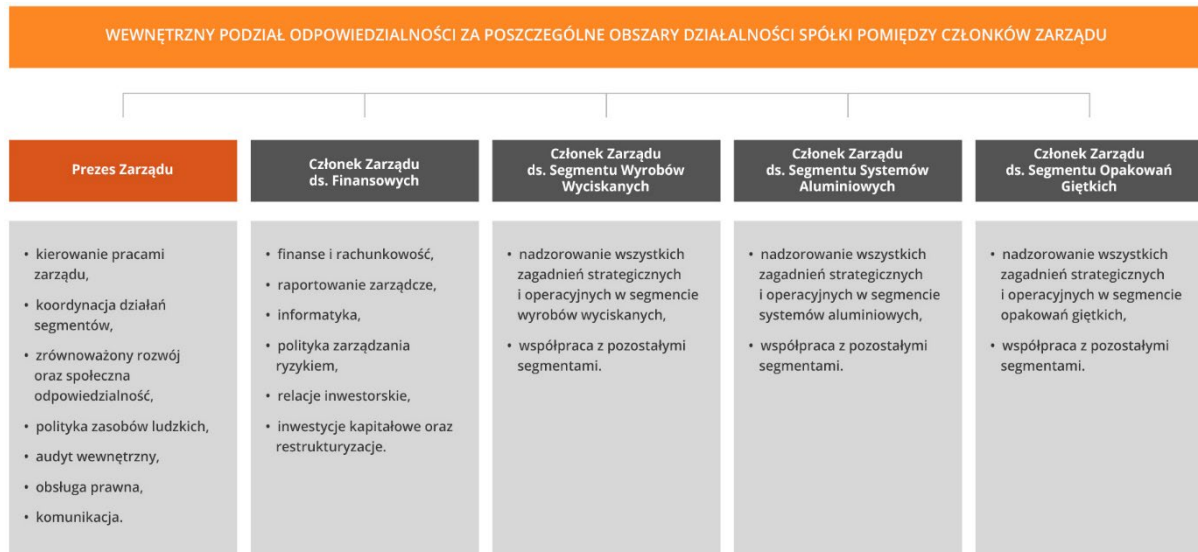 WEWNĘTRZNY PODZIAŁ ODPOWIEDZIALNOŚCI ZA POSZCZEGÓLNE OBSZARY DZIAŁALNOŚCI SPÓŁKI POMIĘDZY CZŁONKÓW ZARZĄDU
Prezes Zarządu
• kierowanie pracami
zarządu,
• koordynacja działań
segmentów,
• zrównoważony rozwój
oraz społeczna
odpowiedzialność,
• polityka zasobów ludzkich,
• audyt wewnętrzny,
• obsługa prawna,
• komunikacja.
Członek Zarządu
ds. Finansowych
• finanse i rachunkowość,
• raportowanie zarządcze,
• informatyka,
• polityka zarządzania
ryzykiem,
• relacje inwestorskie,
• inwestycje kapitałowe oraz
restrukturyzacje.
Członek Zarządu
ds. Segmentu Wyrobów
Wyciskanych
• nadzorowanie wszystkich
zagadnień strategicznych
i operacyjnych w segmencie
wyrobów wyciskanych,
• współpraca z pozostałymi
segmentami.
Członek Zarządu
ds. Segmentu Systemów
Aluminiowych
• nadzorowanie wszystkich
zagadnień strategicznych
i operacyjnych w segmencie
systemów aluminiowych,
• współpraca z pozostałymi
segmentami.
Członek Zarządu
ds. Segmentu Opakowań
Giętkich
• nadzorowanie wszystkich
zagadnień strategicznych
i operacyjnych w segmencie
opakowań giętkich,
• współpraca z pozostałymi
segmentami.